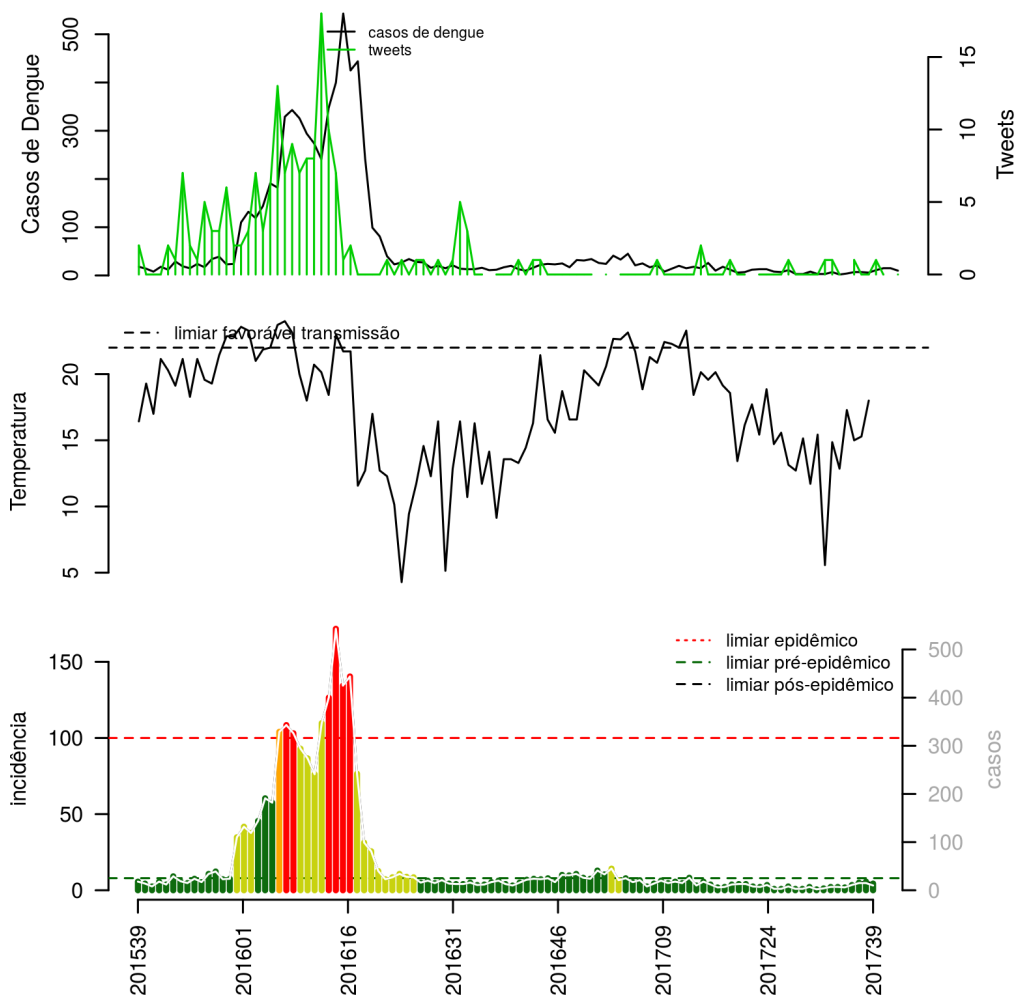 casos de dengue
tweets
Casos de Dengue
0
100
300
500
Tweets
0
5
10
15
limiar favorável transmissão
Temperatura
5
10
15
20
limiar epidêmico
limiar pré-epidêmico
limiar pós-epidêmico
incidência
0
50
100
150
casos
0
100
200
300
400
500
201539
201601
201616
201631
201646
201709
201724
201739